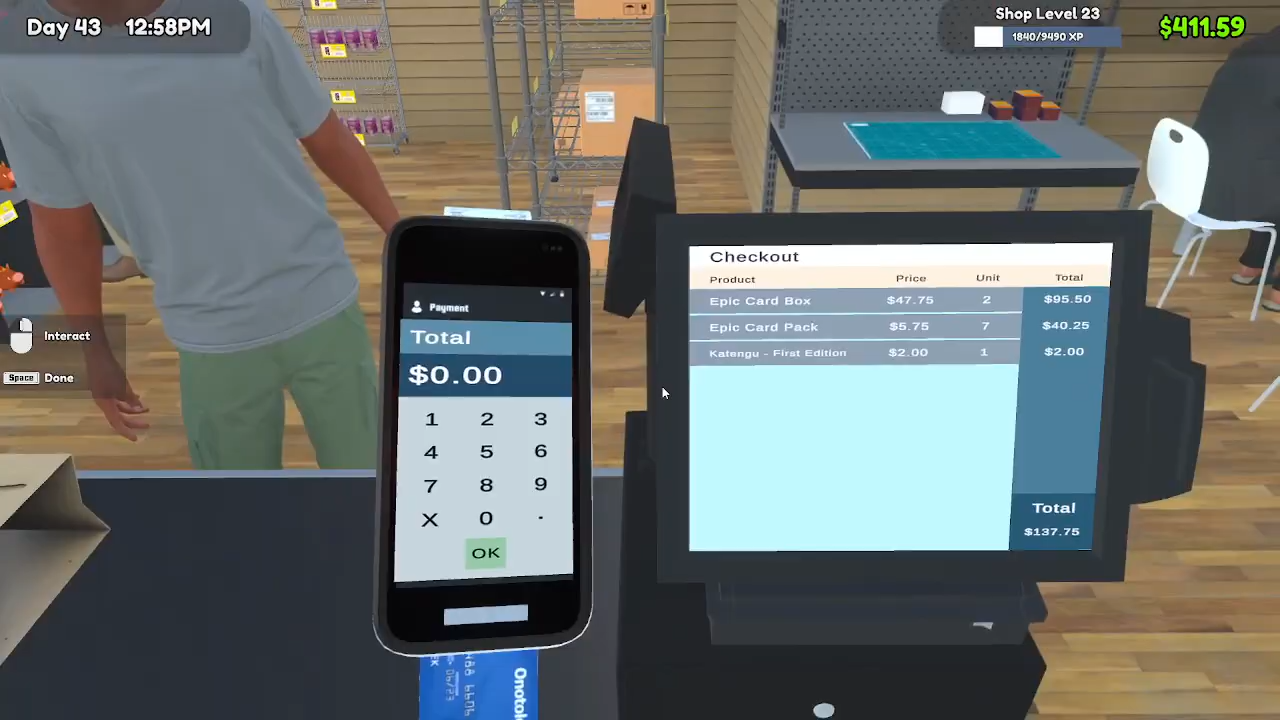 Day 43 12:58PM
Shop Level 23
1840/9490 XP
$411.59
Interact
Space Done
Payment
Total
$0.00
1 2 3
4 5 6
7 8 9
X 0 .
OK
Checkout
Product Price Unit Total
Epic Card Box $47.75 2 $95.50
Epic Card Pack $5.75 7 $40.25
Katengu - First Edition $2.00 1 $2.00
Total
$137.75